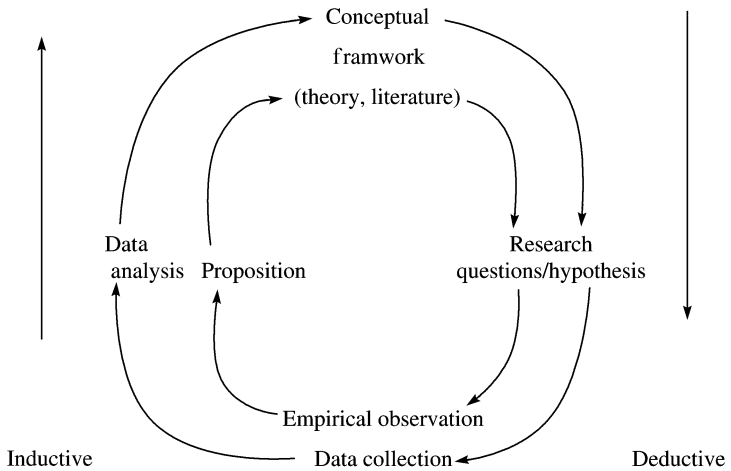 Conceptual
framwork
(theory, literature)
Data
analysis
Proposition
Research
questions/hypothesis
Empirical observation
Inductive
Data collection
Deductive